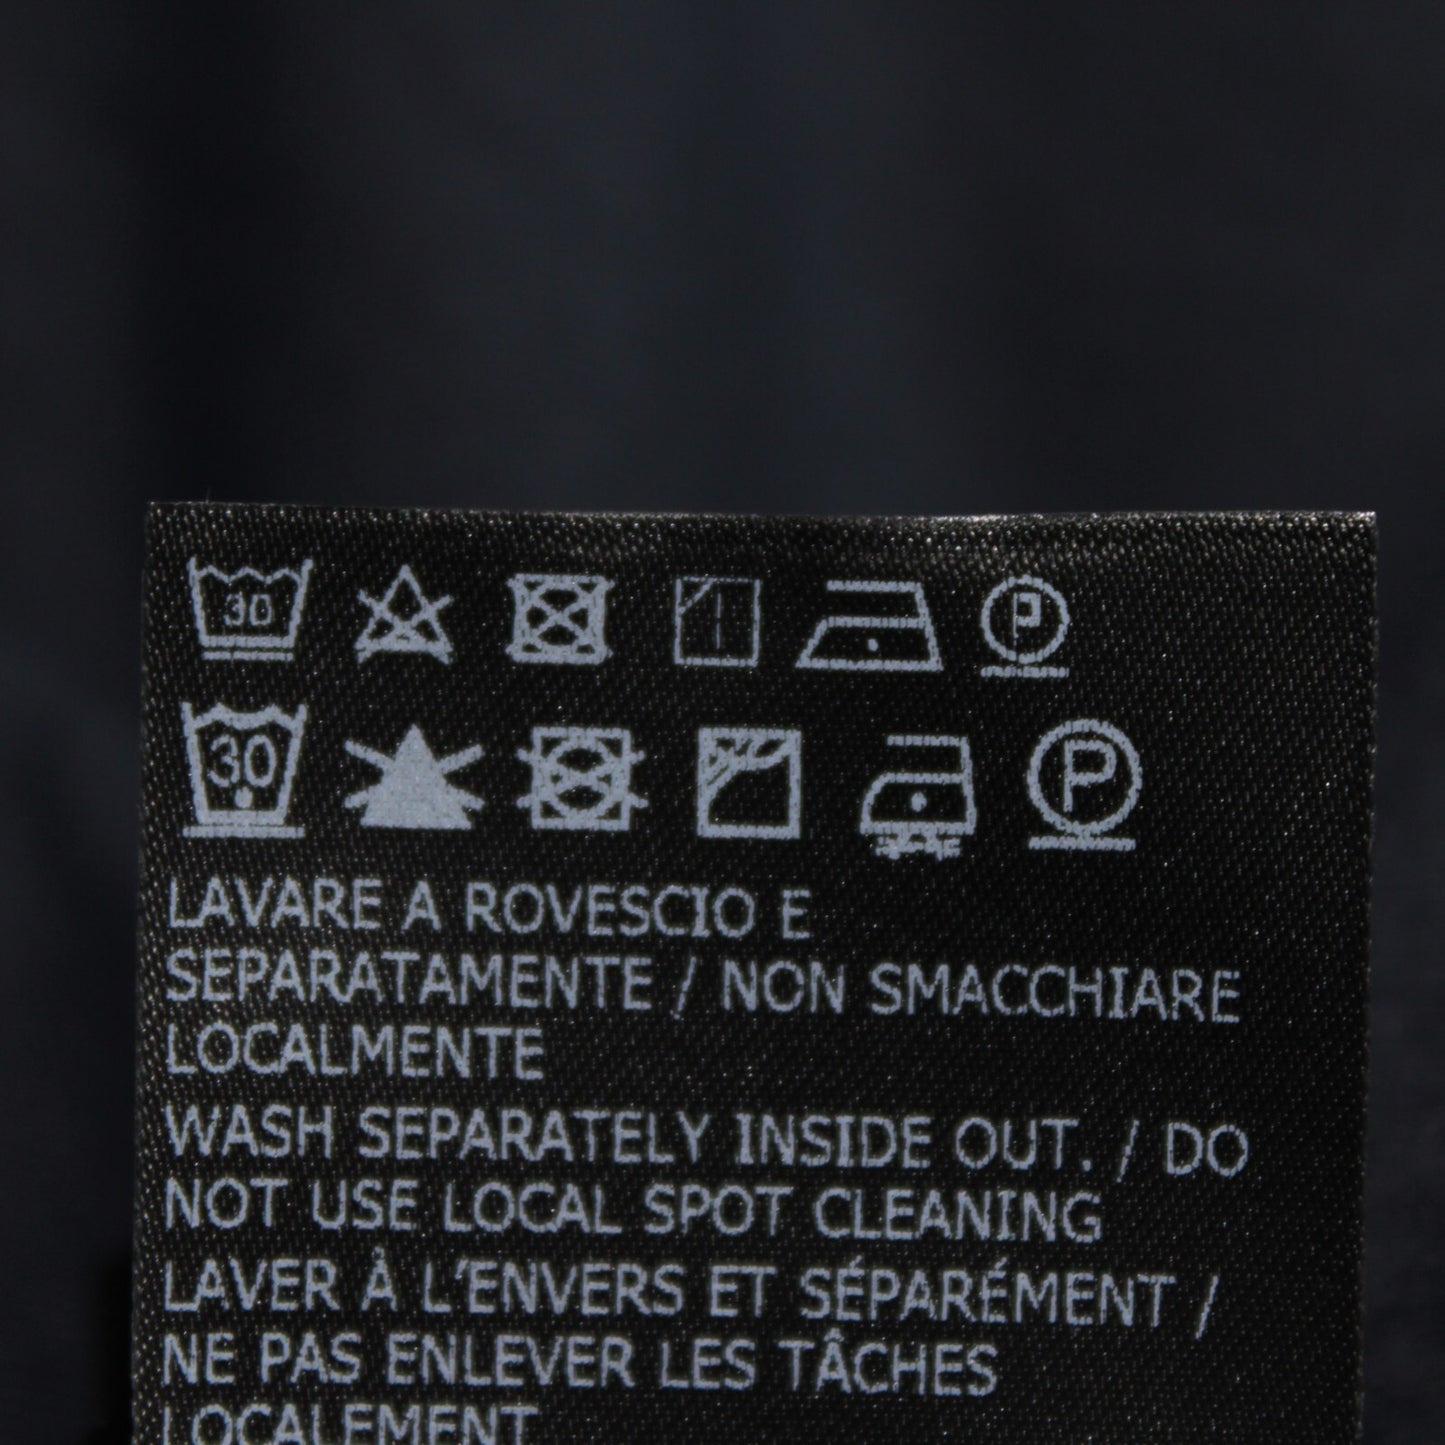 30 P
30 P
LAVARE A ROVESCIO E
SEPARATAMENTE / NON SMACCHIARE
LOCALMENTE
WASH SEPARATELY INSIDE OUT. / DO
NOT USE LOCAL SPOT CLEANING
LAVER À L'ENVERS ET SÉPARÉMENT /
NE PAS ENLEVER LES TÂCHES
LOCALEMENT